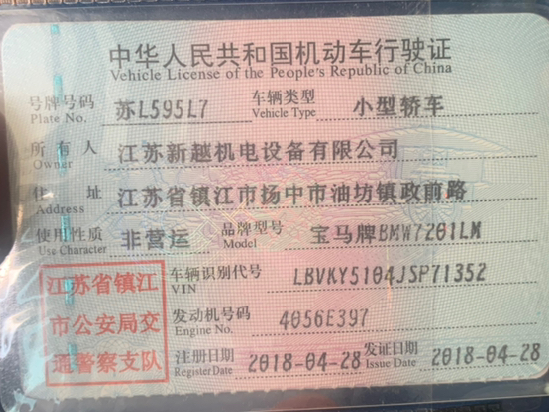 中华人民共和国机动车行驶证
Vehicle License of the People's Republic of China
号牌号码 苏L595L7 车辆类型 小型轿车
Plate No. Vehicle Type
所有人 江苏新越机电设备有限公司
Owner
住址 江苏省镇江市扬中市油坊镇政前路
Address
使用性质 非营运 品牌型号 宝马牌BMW7201LM
Use Character Model
江苏省镇江
市公安局交
通警察支队
车辆识别代号 LBVKY5104JSP71352
VIN
发动机号码 4056E397
Engine No.
注册日期 2018-04-28 发证日期 2018-04-28
Register Date Issue Date